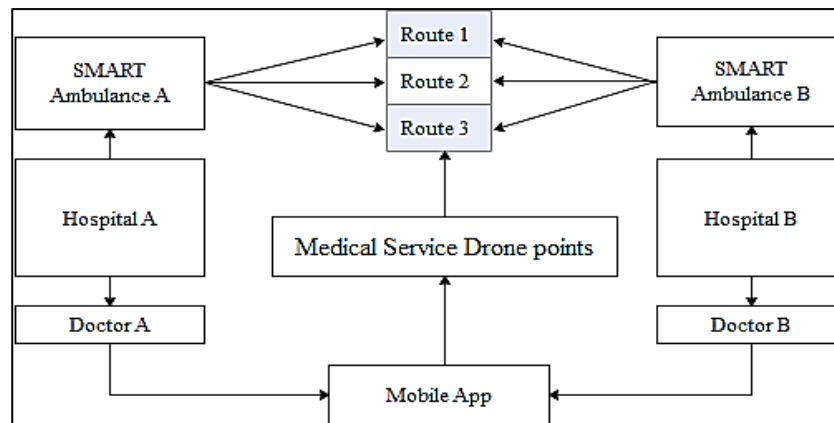 Route 1
SMART
Ambulance A
Route 2
SMART
Ambulance B
Route 3
Hospital A
Medical Service Drone points
Hospital B
Doctor A
Doctor B
Mobile App